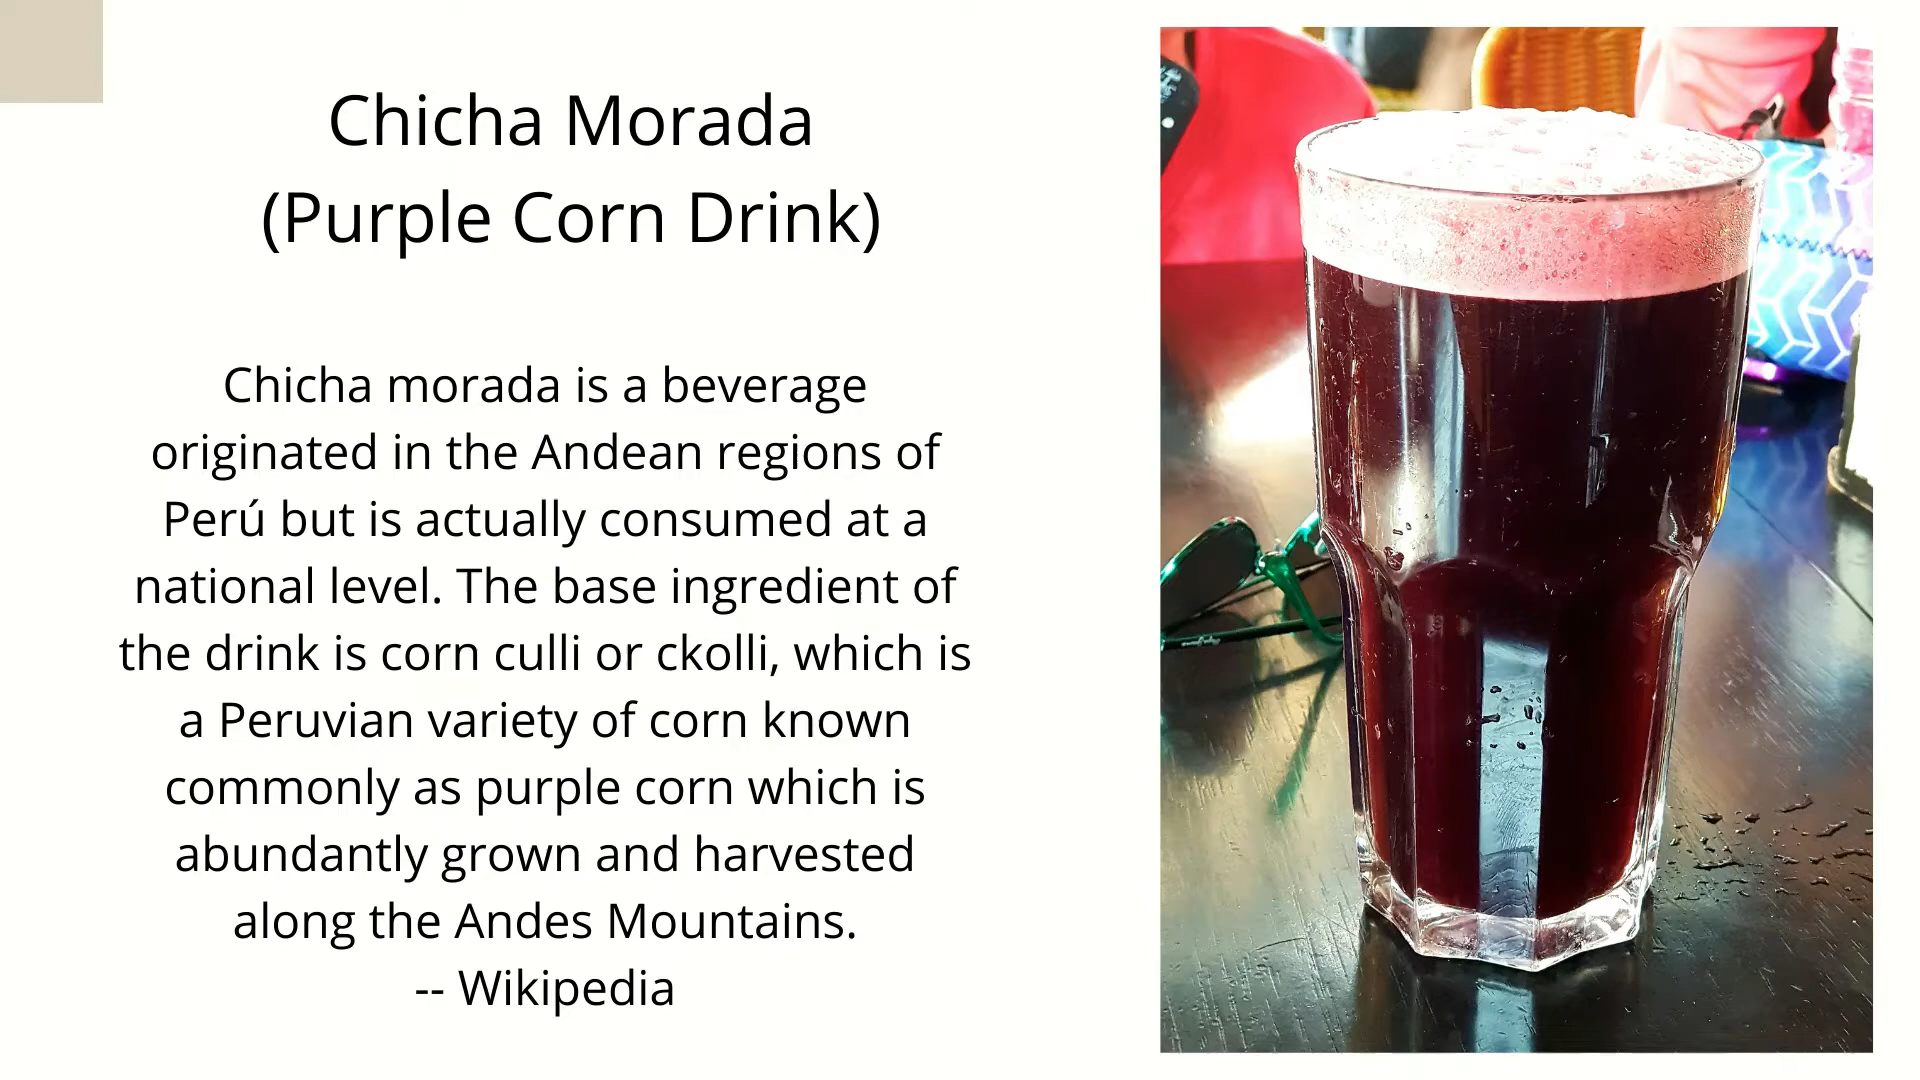 Chicha Morada
(Purple Corn Drink)
Chicha morada is a beverage
originated in the Andean regions of
Perú but is actually consumed at a
national level. The base ingredient of
the drink is corn culli or ckolli, which is
a Peruvian variety of corn known
commonly as purple corn which is
abundantly grown and harvested
along the Andes Mountains.
-- Wikipedia